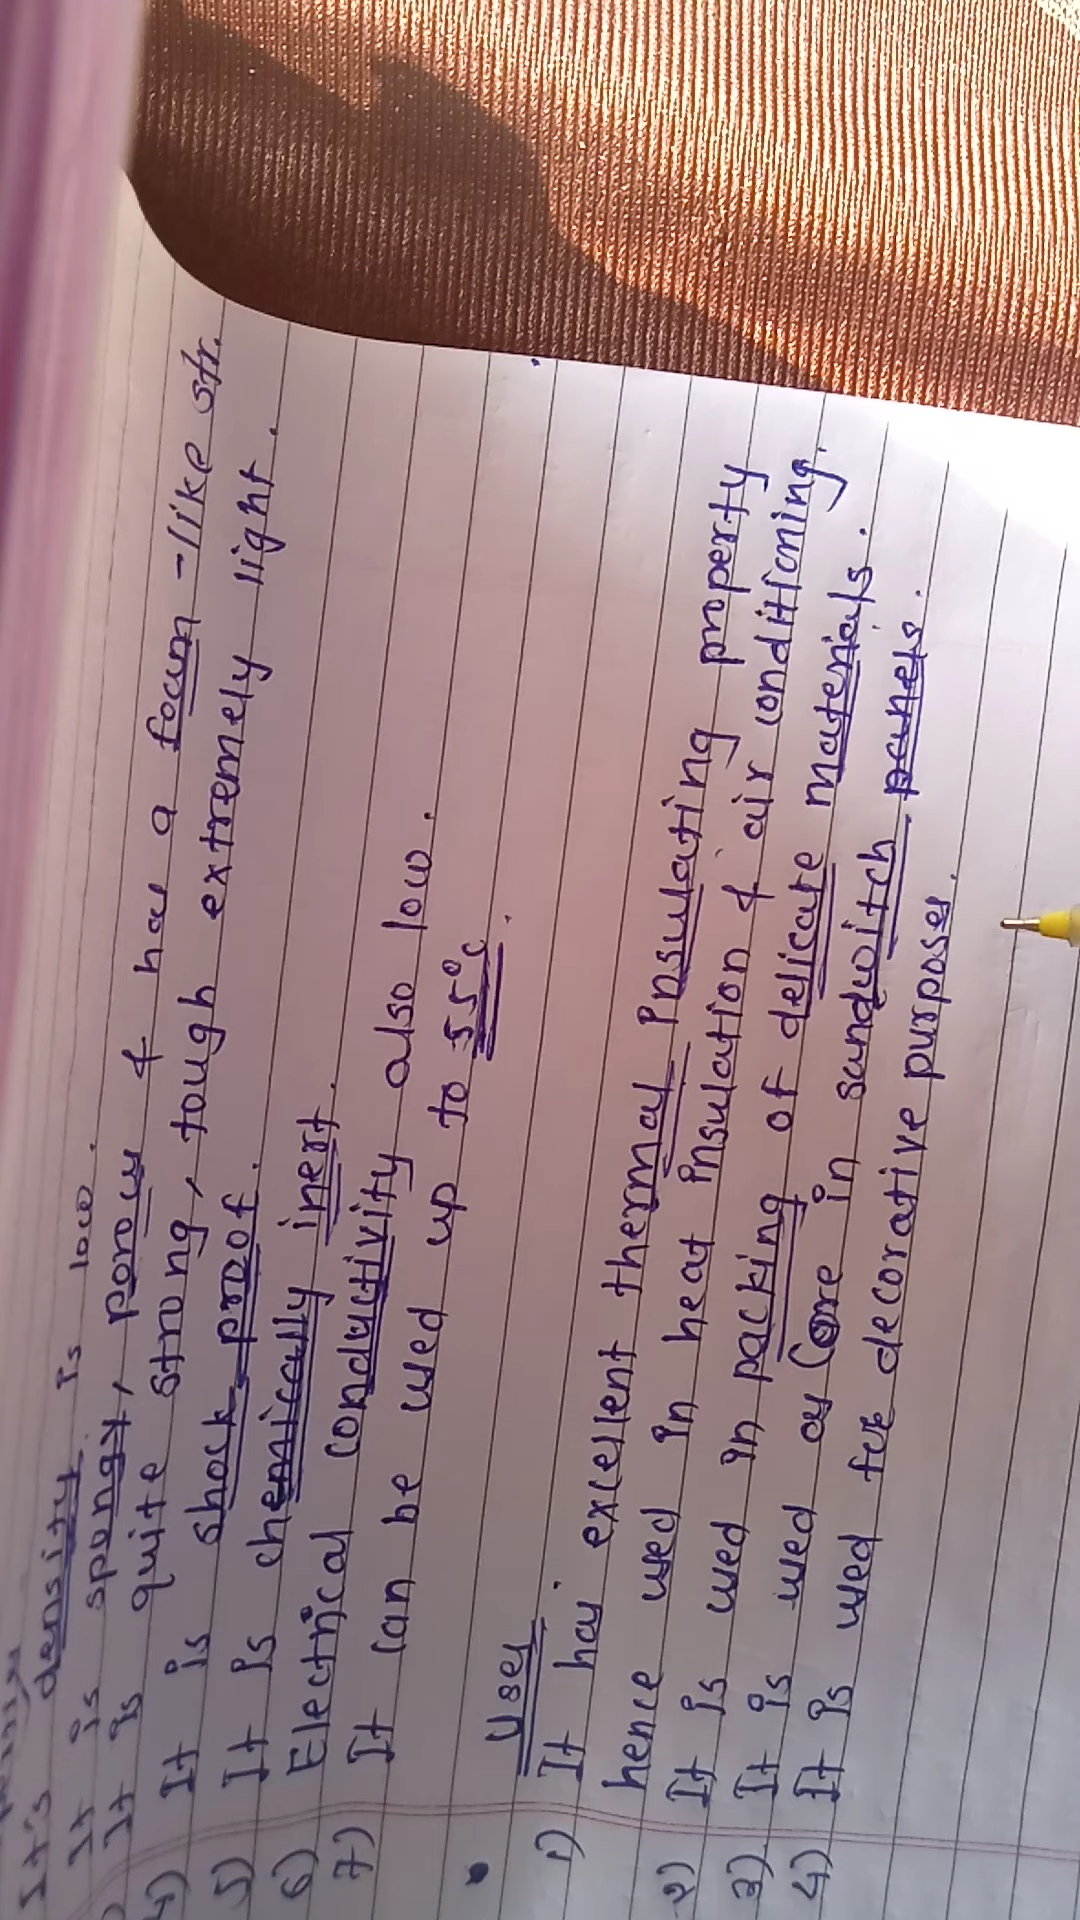 It's density is low.
It is spongy, porous & has a foam-like str.
It is quite strong, tough extremely light.
4) It is shock proof.
5) It is chemically inert.
6) Electrical conductivity also low.
7) It can be used up to 55°C.
• Uses
1) It has excellent thermal insulating property
hence used in heat insulation & air conditioning.
2) It is used in packing of delicate materials.
3) It is used as Core in sandwitch panels.
4) It is used for decorative purposes.